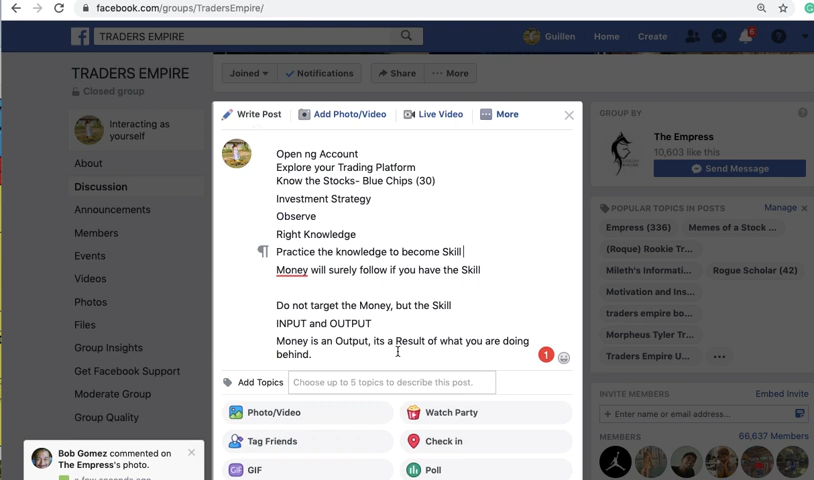 facebook.com/groups/TradersEmpire/
TRADERS EMPIRE
Guillen Home Create 6
TRADERS EMPIRE
Closed group
Joined Notifications Share More
Interacting as
yourself
About
Discussion
Announcements
Members
Events
Videos
Photos
Files
Group Insights
Get Facebook Support
Moderate Group
Group Quality
Write Post Add Photo/Video Live Video More
Open ng Account
Explore your Trading Platform
Know the Stocks- Blue Chips (30)
Investment Strategy
Observe
Right Knowledge
Practice the knowledge to become Skill
Money will surely follow if you have the Skill
Do not target the Money, but the Skill
INPUT and OUTPUT
Money is an Output, its a Result of what you are doing
behind.
1
Add Topics Choose up to 5 topics to describe this post.
Photo/Video Watch Party
Tag Friends Check in
GIF GIF Poll
GROUP BY
The Empress
10,603 like this
Send Message
POPULAR TOPICS IN POSTS Manage
Empress (336) Memes of a Stock ...
(Roque) Rookie Tr...
Mileth's Informati... Rogue Scholar (42)
Motivation and Ins...
traders empire bo...
Morpheus Tyler Tr...
Traders Empire U...
INVITE MEMBERS Embed Invite
+ Enter name or email address...
MEMBERS 66,637 Members
Bob Gomez commented on
The Empress's photo.
a few seconds ago